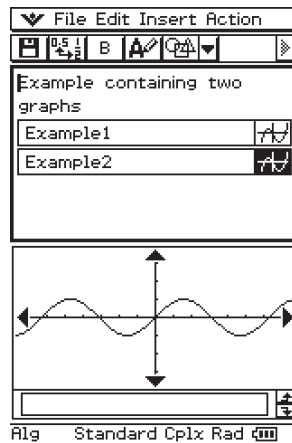 File Edit Insert Action
B
Example containing two
graphs
Example1
Example2
Alg Standard Cplx Rad